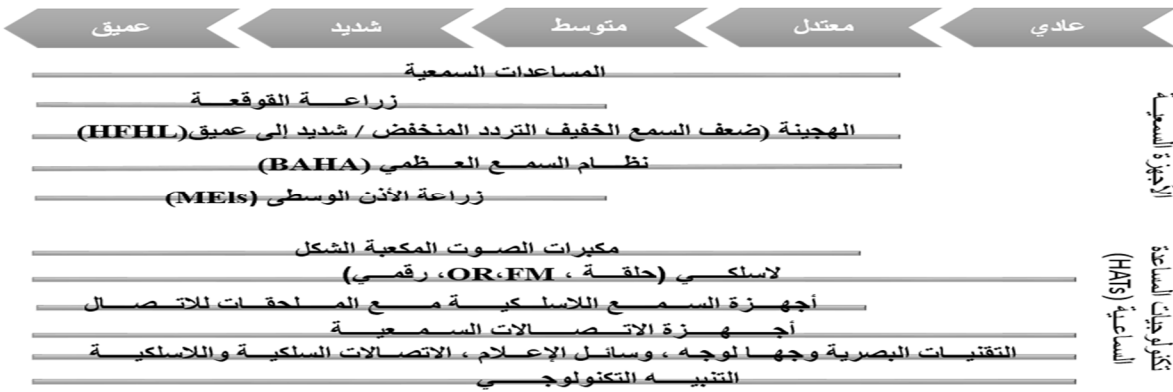 عادي
معتدل
متوسط
شديد
عميق
الأجهزة السمعية
المساعدات السمعية
زراعة القوقعة
الهجينة (ضعف السمع الخفيف التردد المنخفض / شديد إلى عميق(HFHL)
نظام السمع العظمي (BAHA)
زراعة الأذن الوسطى (MEls)
تكنولوجيات المساعدة السماعية (HATs)
مكبرات الصوت المكعبة الشكل
لاسلكي (حلقة ، OR،FM، رقمي)
أجهزة السمع اللاسلكية مع الملحقات للاتصال
أجهزة الاتصالات السمعية
التقنيات البصرية وجها لوجه ، وسائل الإعلام ، الاتصالات السلكية واللاسلكية
التنبيه التكنولوجي